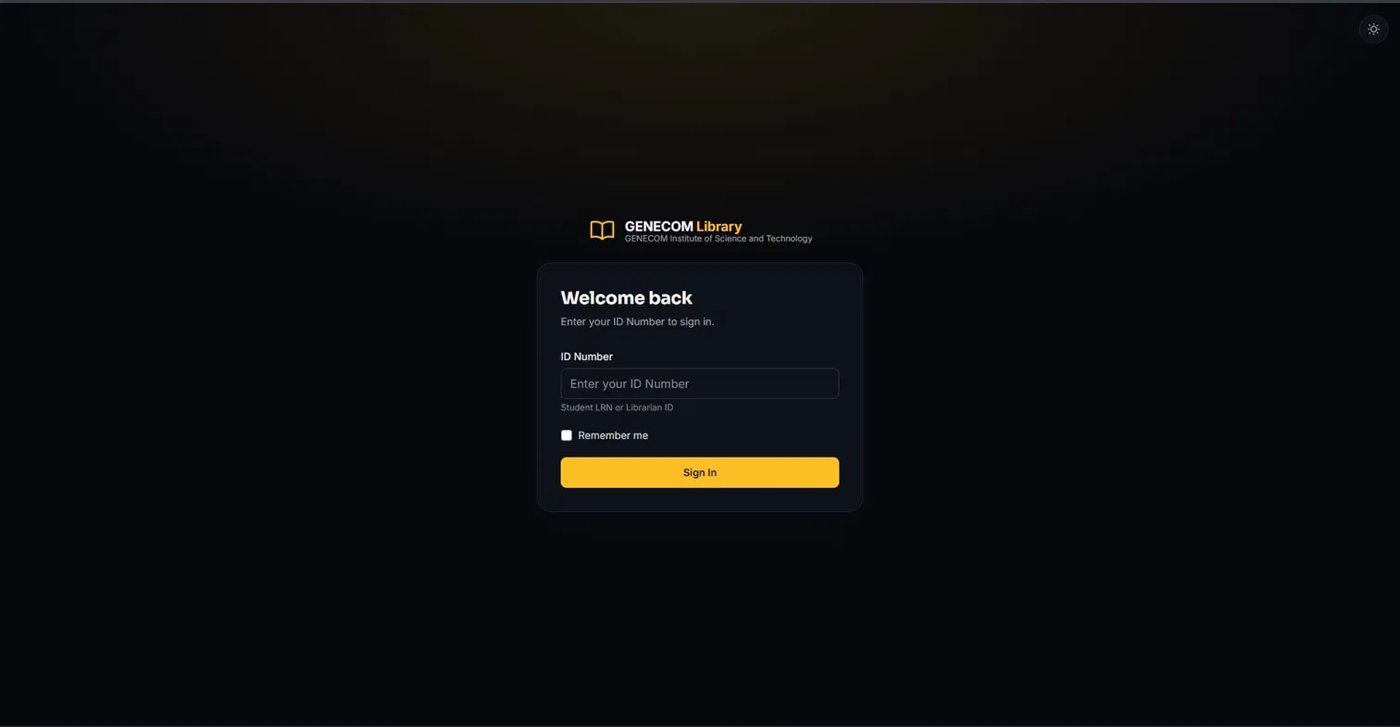 GENECOM Library
GENECOM Institute of Science and Technology
Welcome back
Enter your ID Number to sign in.
ID Number
Enter your ID Number
Student LRN or Librarian ID
Remember me
Sign In